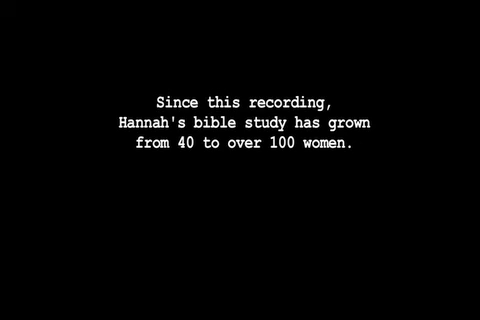 Since this recording,
Hannah's bible study has grown
from 40 to over 100 women.